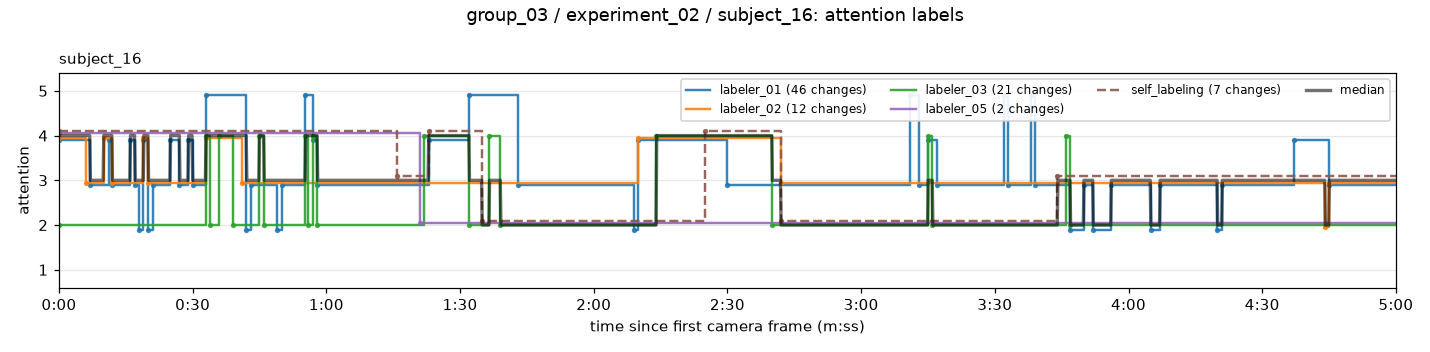 group_03 / experiment_02 / subject_16: attention labels
subject_16
labeler_01 (46 changes)
labeler_02 (12 changes)
labeler_03 (21 changes)
labeler_05 (2 changes)
self_labeling (7 changes)
median
attention
5
4
3
2
1
0:00
0:30
1:00
1:30
2:00
2:30
3:00
3:30
4:00
4:30
5:00
time since first camera frame (m:ss)